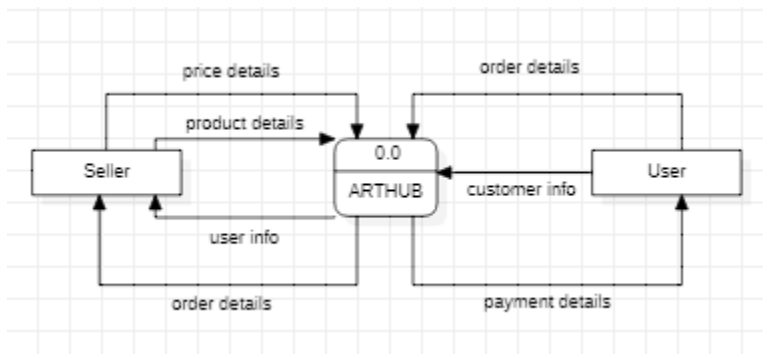 price details
order details
product details
0.0
Seller
ARTHUB
User
customer info
user info
order details
payment details